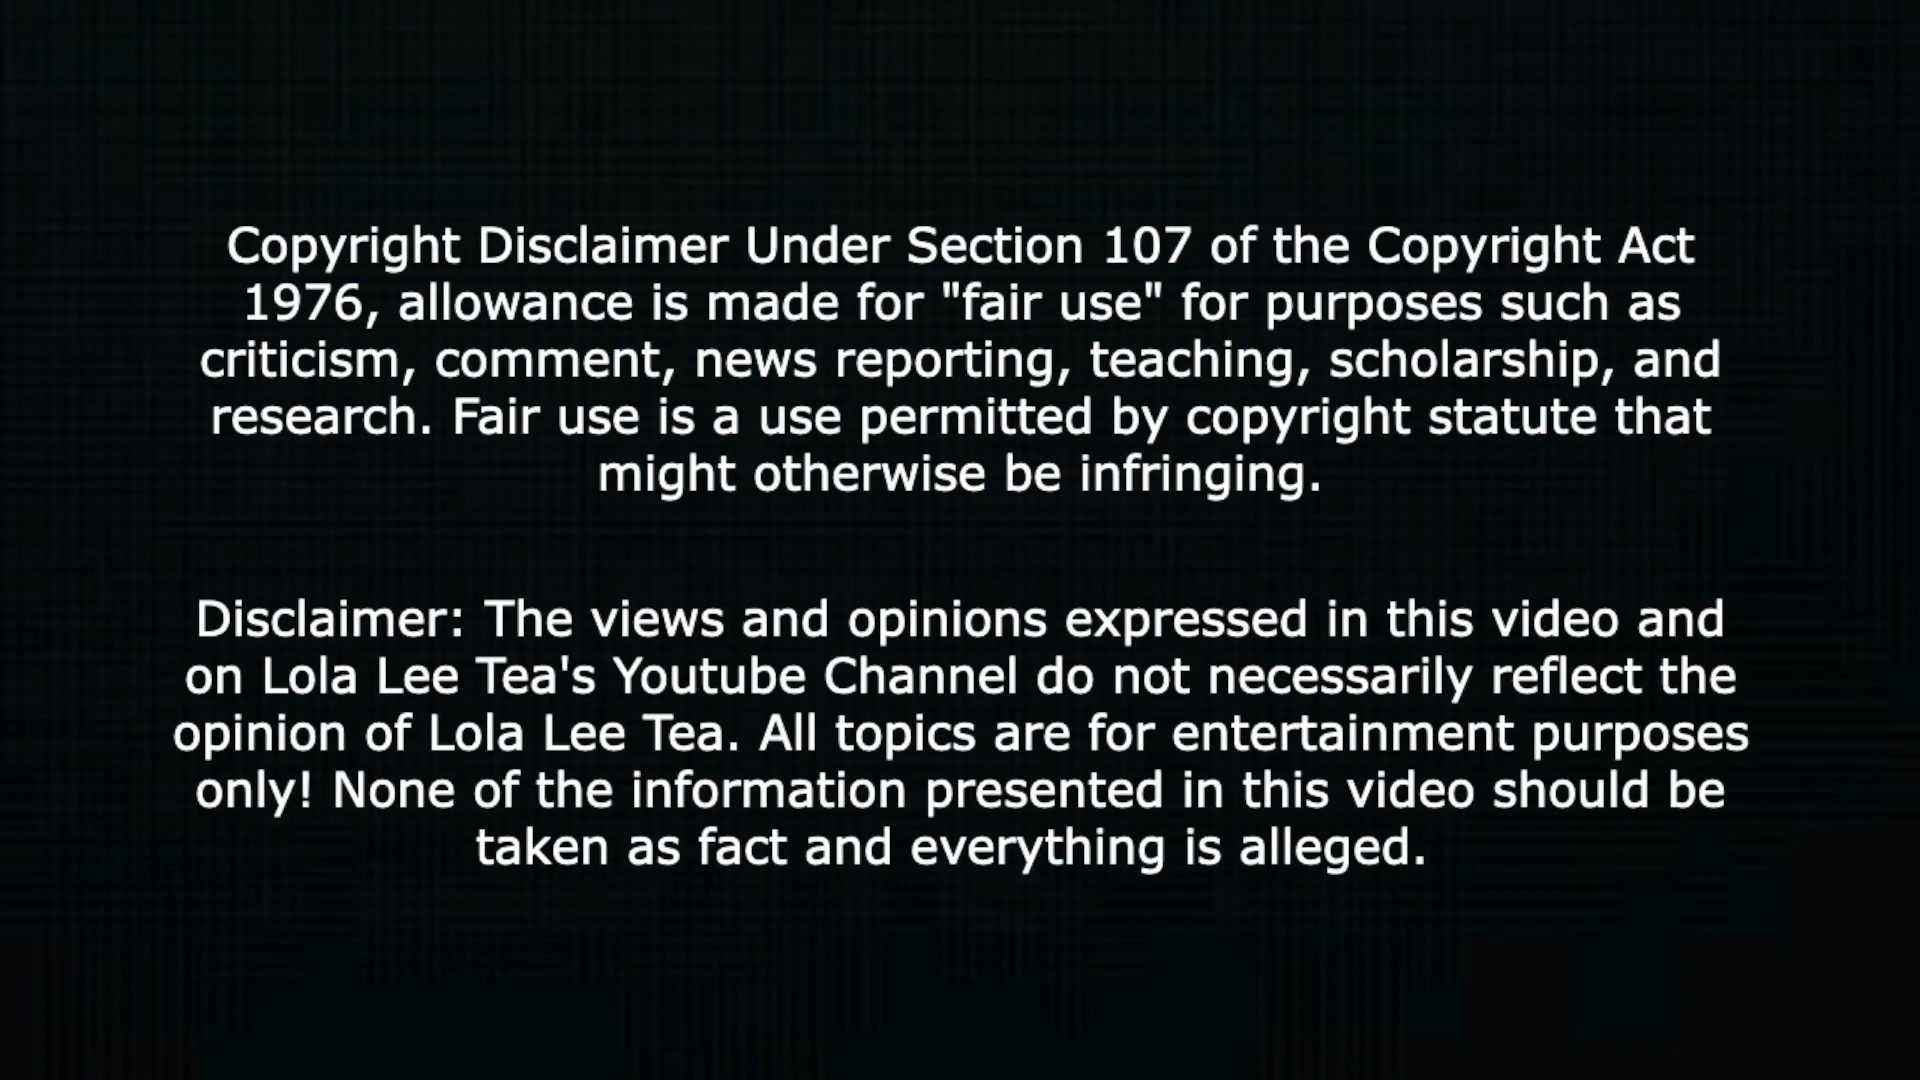 Copyright Disclaimer Under Section 107 of the Copyright Act
1976, allowance is made for "fair use" for purposes such as
criticism, comment, news reporting, teaching, scholarship, and
research. Fair use is a use permitted by copyright statute that
might otherwise be infringing.
Disclaimer: The views and opinions expressed in this video and
on Lola Lee Tea's Youtube Channel do not necessarily reflect the
opinion of Lola Lee Tea. All topics are for entertainment purposes
only! None of the information presented in this video should be
taken as fact and everything is alleged.